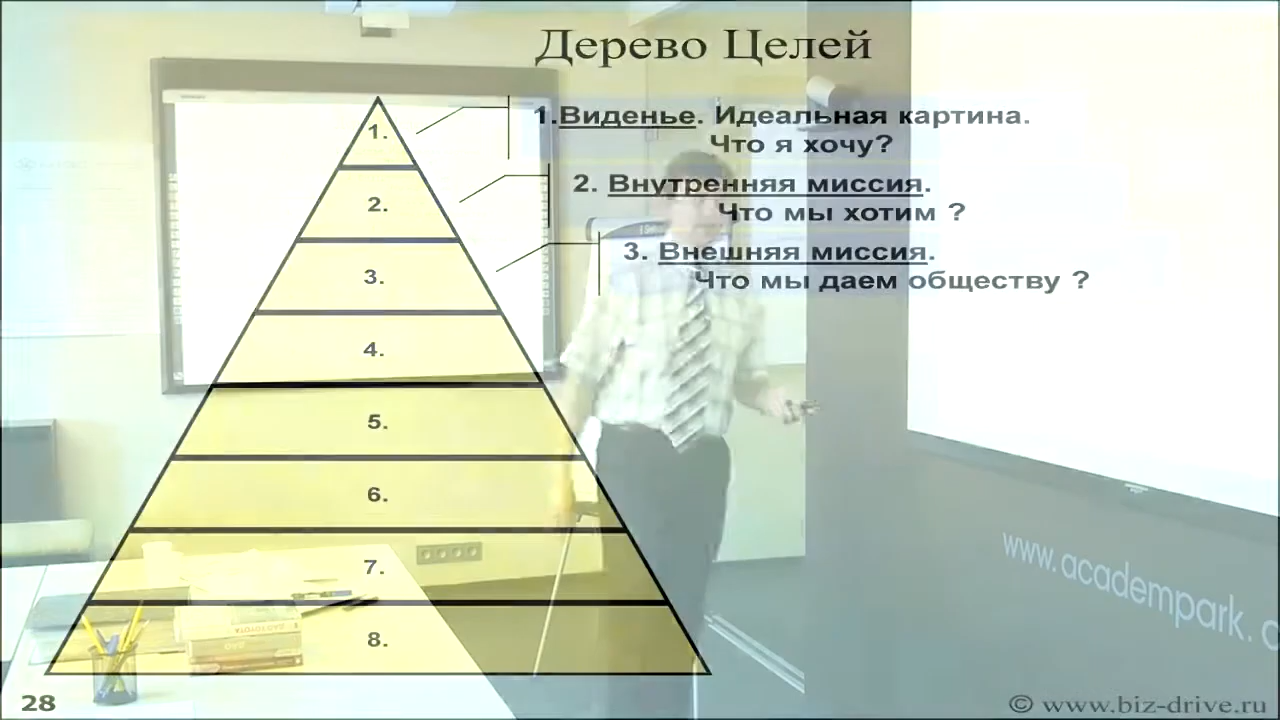 Дерево Целей
1.Виденье. Идеальная картина.
Что я хочу?
2. Внутренняя миссия.
Что мы хотим ?
3. Внешняя миссия.
Что мы даем обществу ?
1.
2.
3.
4.
5.
6.
7.
8.
www.academpark.c
28
© www.biz-drive.ru